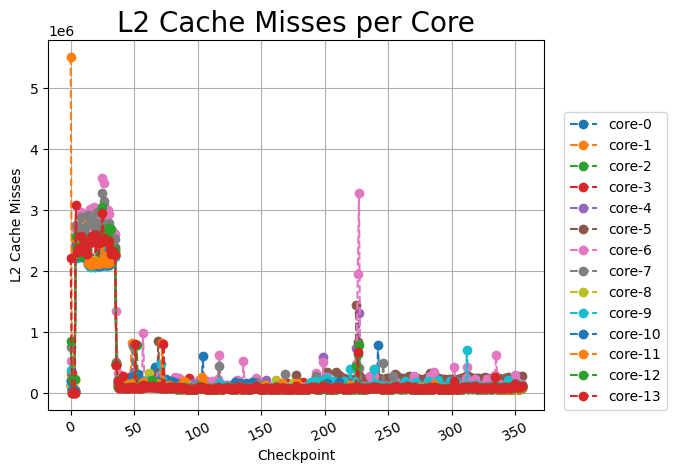 L2 Cache Misses per Core
1e6
5
4
3
2
1
0
L2 Cache Misses
0
50
100
150
200
250
300
350
Checkpoint
core-0
core-1
core-2
core-3
core-4
core-5
core-6
core-7
core-8
core-9
core-10
core-11
core-12
core-13